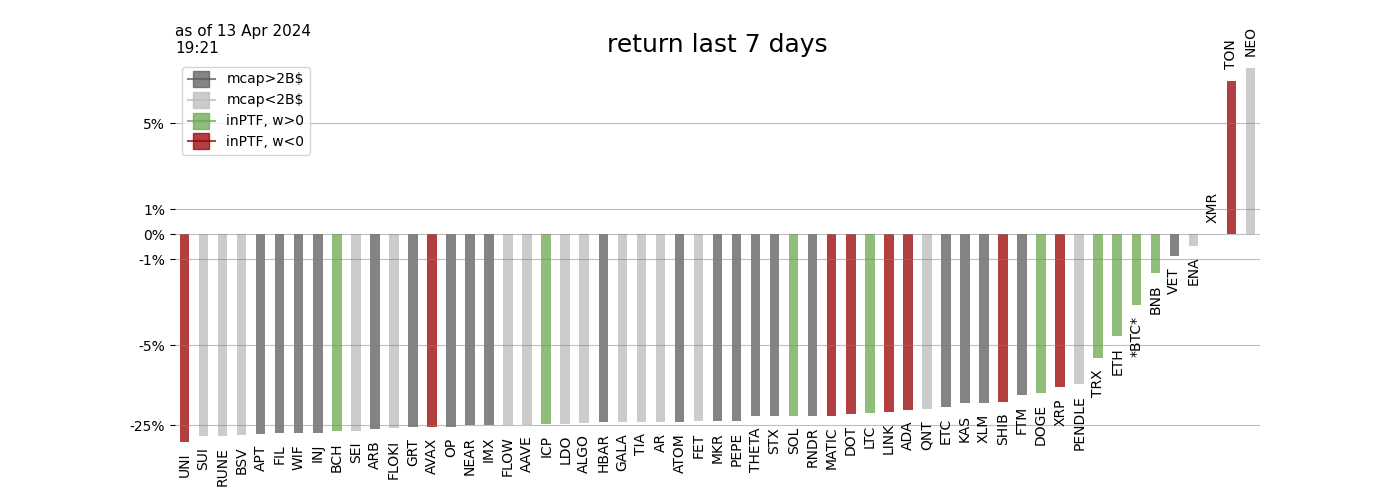 as of 13 Apr 2024
19:21
return last 7 days
mcap>2B$
mcap<2B$
inPTF, w>0
inPTF, w<0
5%
1%
0%
-1%
-5%
-25%
UNI
SUI
RUNE
BSV
APT
FIL
WIF
INJ
BCH
SEI
ARB
FLOKI
GRT
AVAX
OP
NEAR
IMX
FLOW
AAVE
ICP
LDO
ALGO
HBAR
GALA
TIA
AR
ATOM
FET
MKR
PEPE
THETA
STX
SOL
RNDR
MATIC
DOT
LTC
LINK
ADA
QNT
ETC
KAS
XLM
SHIB
FTM
DOGE
XRP
PENDLE
TRX
ETH
*BTC*
BNB
VET
ENA
XMR
TON
NEO